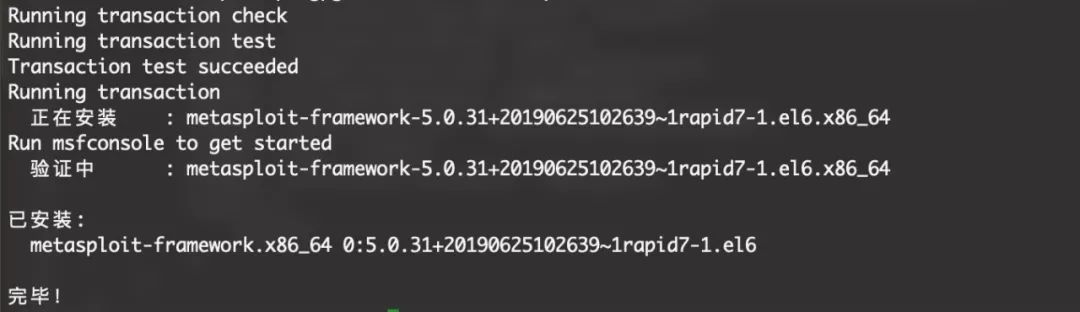 Running transaction check
Running transaction test
Transaction test succeeded
Running transaction
正在安装 : metasploit-framework-5.0.31+20190625102639~1rapid7-1.el6.x86_64
Run msfconsole to get started
验证中 : metasploit-framework-5.0.31+20190625102639~1rapid7-1.el6.x86_64
已安装:
metasploit-framework.x86_64 0:5.0.31+20190625102639~1rapid7-1.el6
完毕!